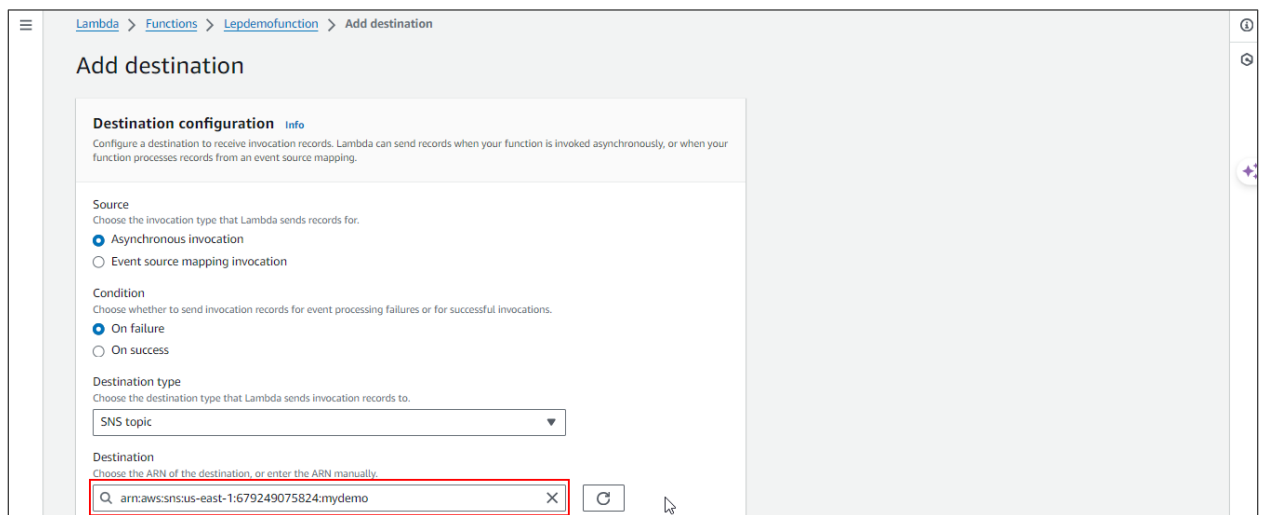 Lambda > Functions > Lepdemofunction > Add destination
Add destination
Destination configuration Info
Configure a destination to receive invocation records. Lambda can send records when your function is invoked asynchronously, or when your
function processes records from an event source mapping.
Source
Choose the invocation type that Lambda sends records for.
Asynchronous invocation
Event source mapping invocation
Condition
Choose whether to send invocation records for event processing failures or for successful invocations.
On failure
On success
Destination type
Choose the destination type that Lambda sends invocation records to.
SNS topic
Destination
Choose the ARN of the destination, or enter the ARN manually.
arn:aws:sns:us-east-1:679249075824:mydemo